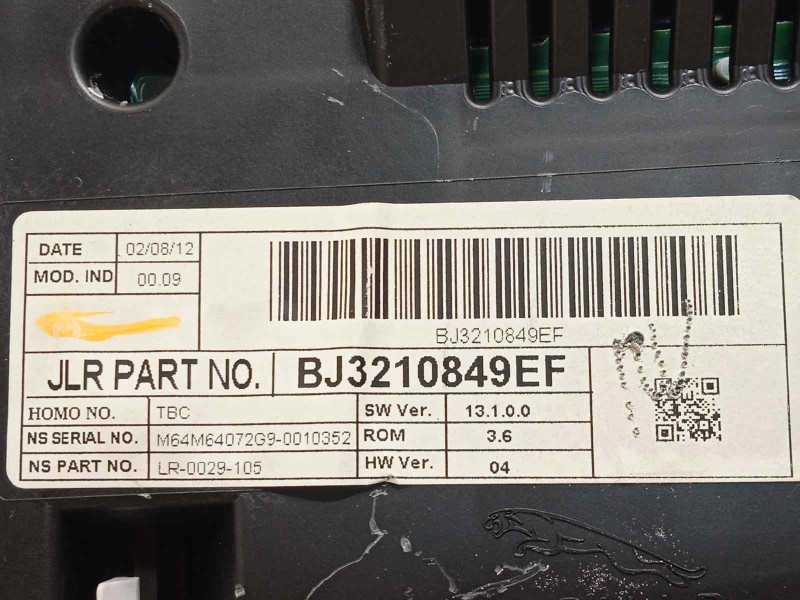 DATE 02/08/12
MOD. IND 00.09
BJ3210849EF
JLR PART NO. BJ3210849EF
HOMO NO. TBC SW Ver. 13.1.0.0
NS SERIAL NO. M64M64072G9-0010352 ROM 3.6
NS PART NO. LR-0029-105 HW Ver. 04